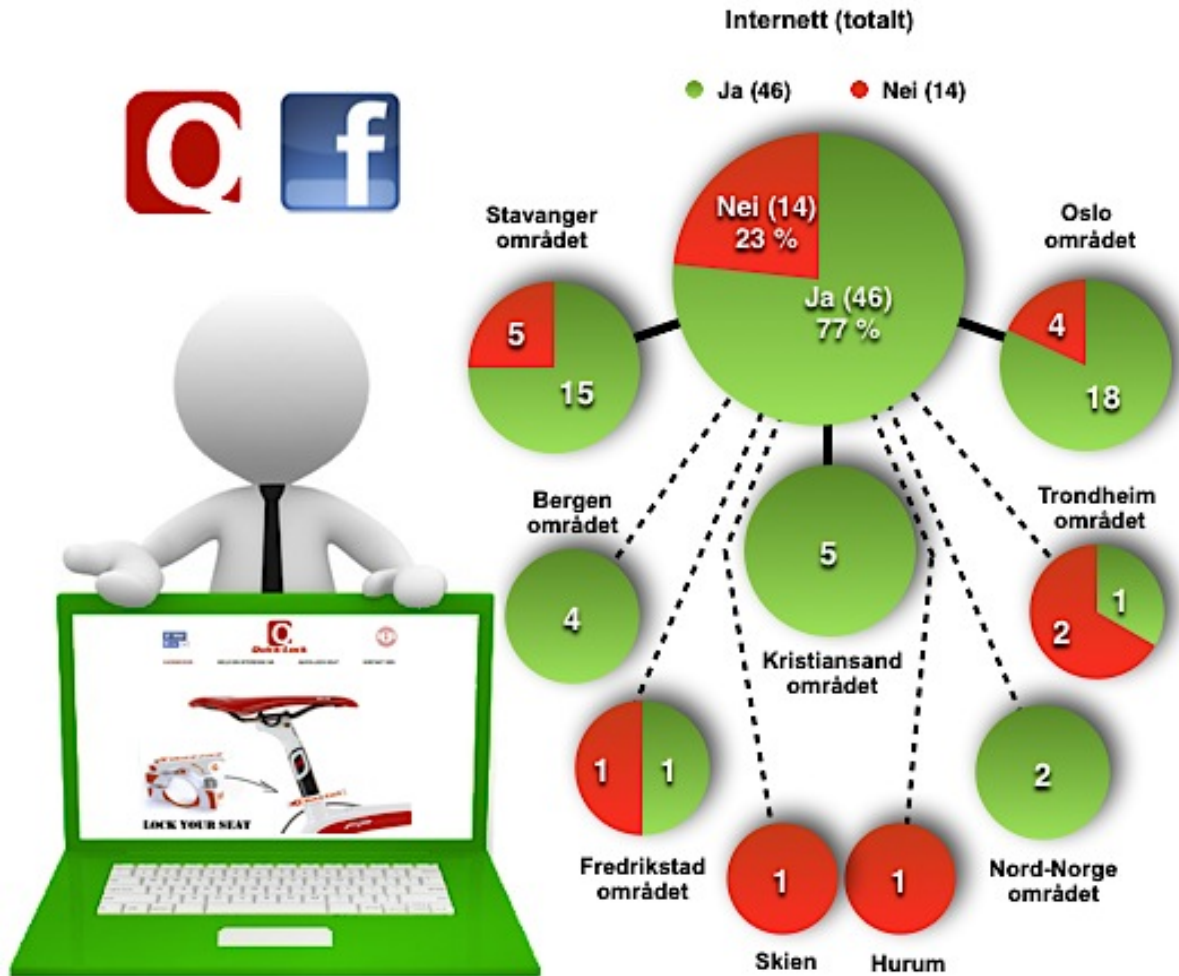 Internett (totalt)
Ja (46) Nei (14)
Q f
Stavanger
området
Oslo
området
Nei (14)
23 %
Ja (46)
77 %
5
15
4
18
Bergen
området
Trondheim
området
4
5
1
2
Kristiansand
området
1 1
2
Fredrikstad
området
1
1
Nord-Norge
området
Skien
Hurum
Q
Quick Lock
LOCK YOUR SEAT